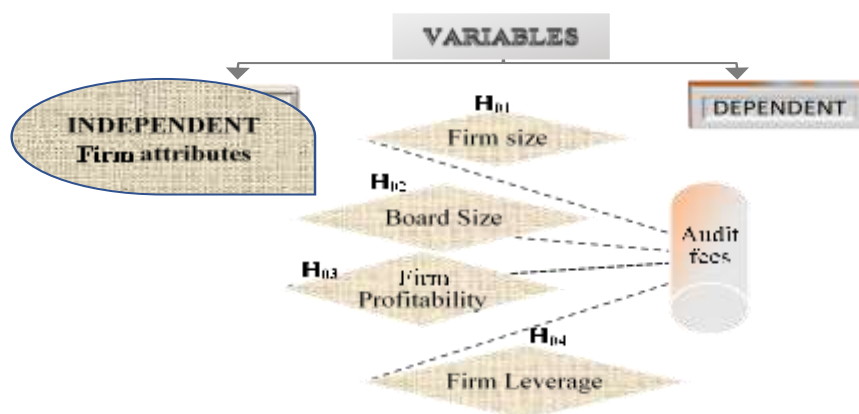 VARIABLES
INDEPENDENT
Firm attributes
DEPENDENT
H01
Firm size
H02
Board Size
H03
Firm
Profitability
H04
Firm Leverage
Audit
fees